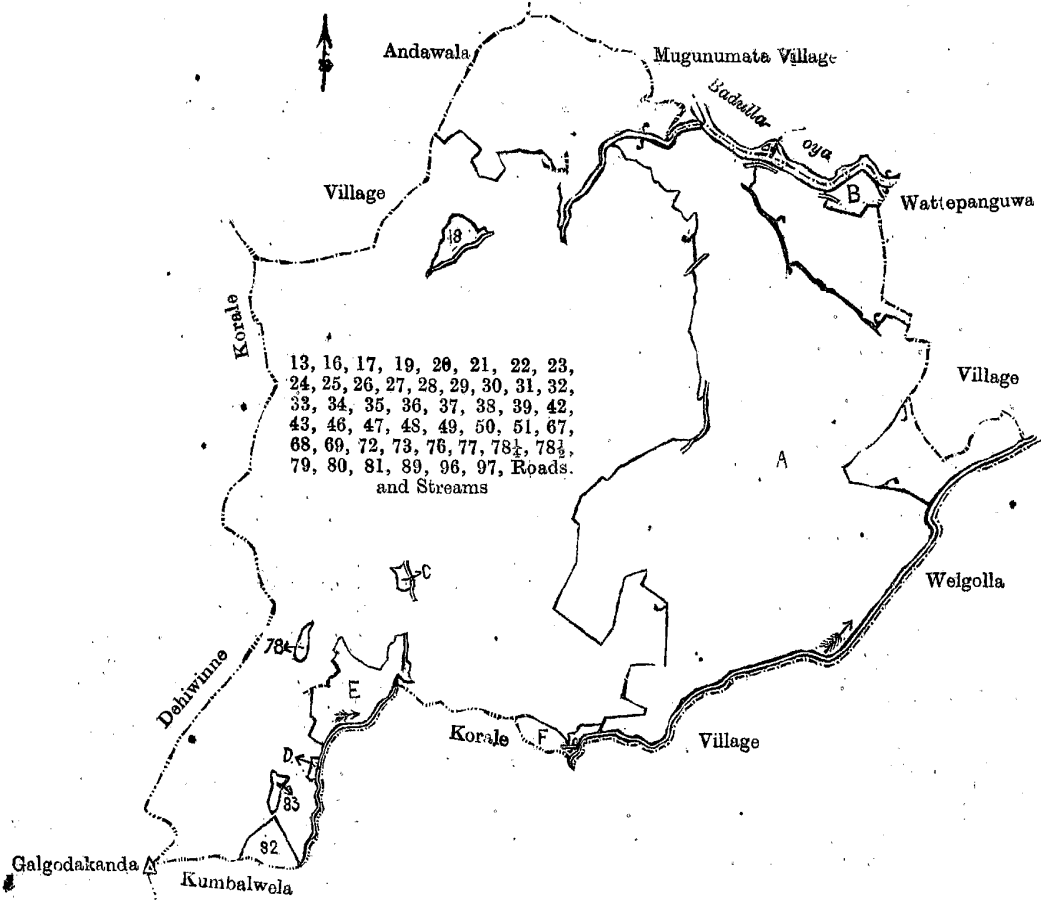 Andawala
Mugunumata Village
Badulla-
oya
Village
B
Wattepanguwa
18
Korale
13, 16, 17, 19, 20, 21, 22, 23,
24, 25, 26, 27, 28, 29, 30, 31, 32,
33, 34, 35, 36, 37, 38, 39, 42,
43, 46, 47, 48, 49, 50, 51, 67,
68, 69, 72, 73, 76, 77, 78¼, 78½,
79, 80, 81, 89, 96, 97, Roads.
and Streams
Village
A
C
Welgolla
78
Dehiwinne
E
Korale
F
Village
D
83
82
Galgodakanda
Kumbalwela